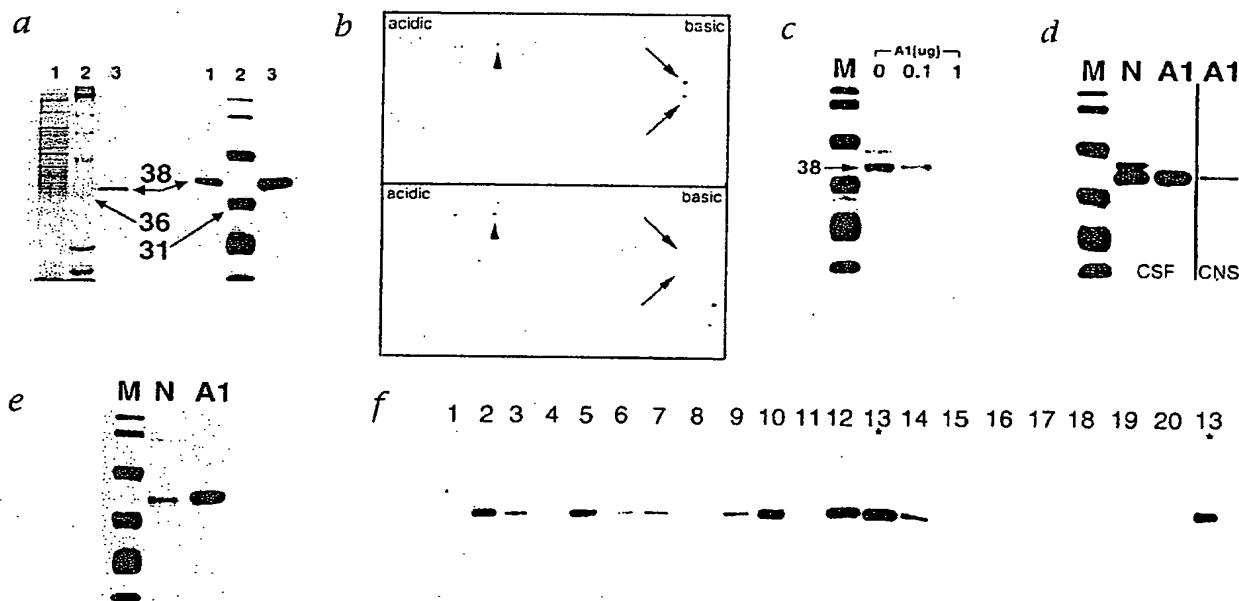 a
1 2 3
1 2 3
38
36
31
b
acidic
basic
acidic
basic
c
A1(ug)
M 0 0.1 1
38
d
M N A1 A1
CSF CNS
e
M N A1
f
1 2 3 4 5 6 7 8 9 10 11 12 13 14 15 16 17 18 19 20 13
* *